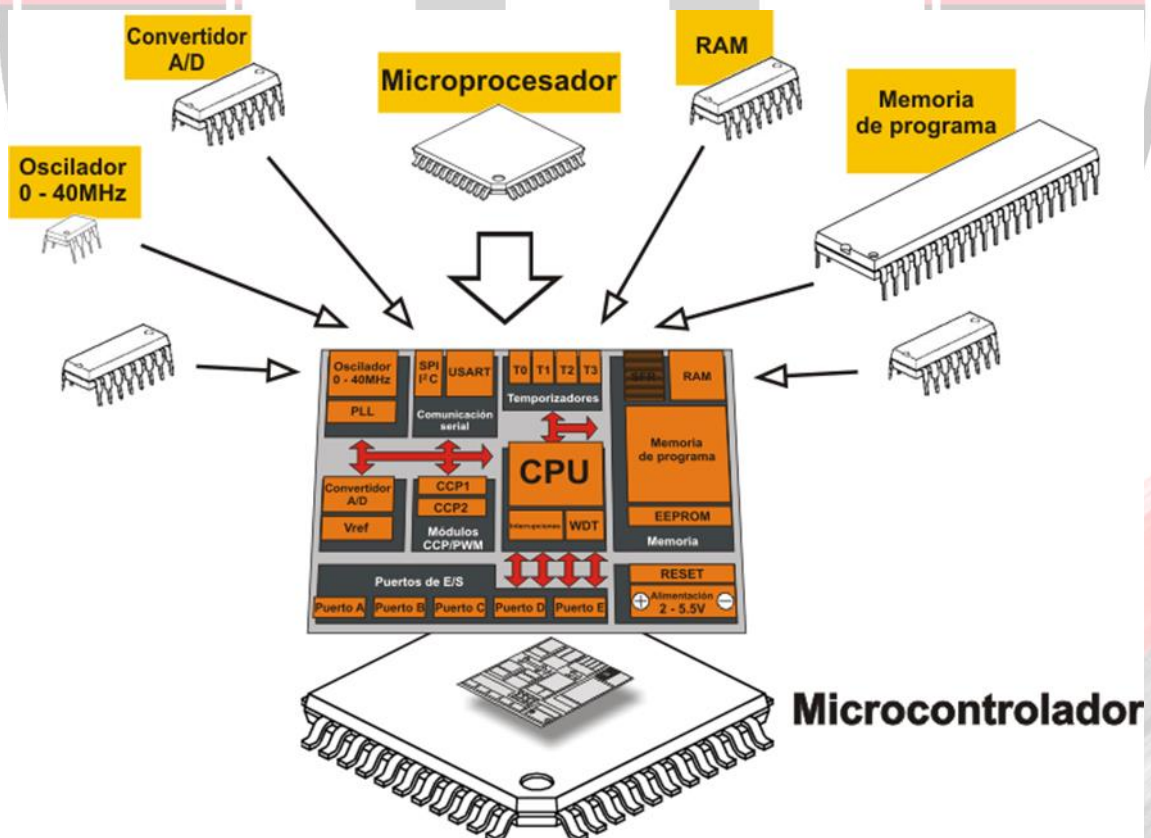 Convertidor
A/D
Microprocesador
RAM
Memoria
de programa
Oscilador
0 - 40MHz
Oscilador
0 - 40MHz
PLL
SPI
I²C
USART
Comunicación
serial
T0 T1 T2 T3
Temporizadores
SFR
RAM
Memoria
de programa
EEPROM
Memoria
Convertidor
A/D
Vref
CCP1
CCP2
Módulos
CCP/PWM
CPU
Interrupciones
WDT
Puertos de E/S
Puerto A Puerto B Puerto C Puerto D Puerto E
RESET
+ Alimentación −
2 - 5.5V
Microcontrolador